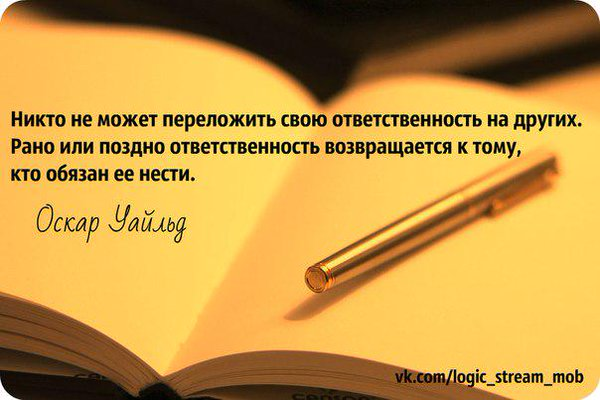 Никто не может переложить свою ответственность на других.
Рано или поздно ответственность возвращается к тому,
кто обязан ее нести.
Оскар Уайльд
vk.com/logic_stream_mob